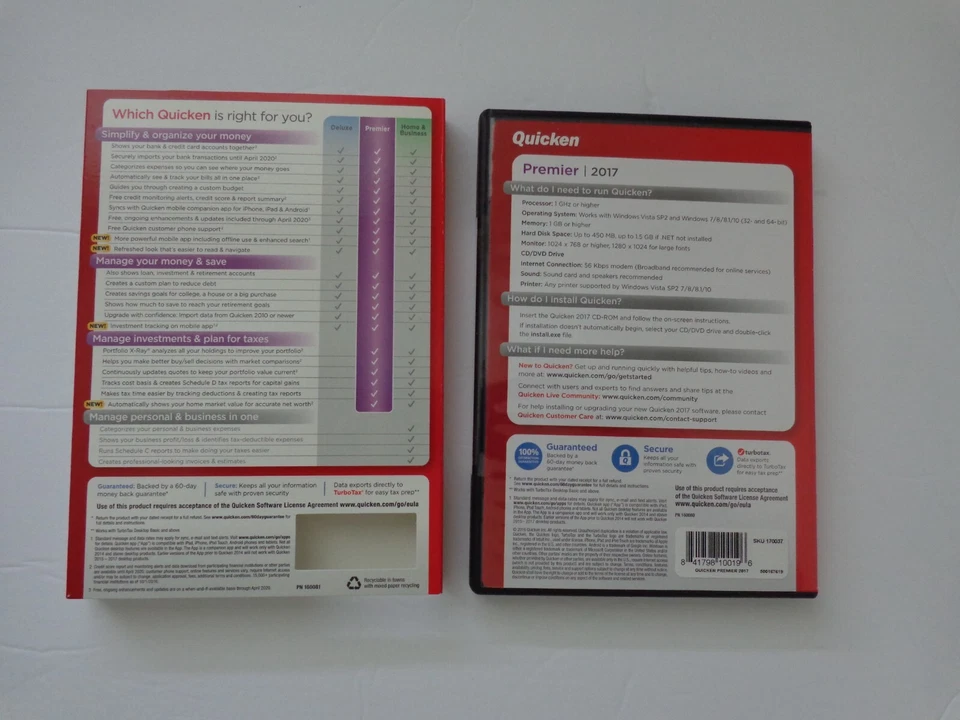 Which Quicken is right for you?
Deluxe
Premier
Home &
Business
Simplify & organize your money
Shows your bank & credit card accounts together¹
Securely imports your bank transactions until April 2020¹
Categorizes expenses so you can see where your money goes
Automatically see & track your bills all in one place¹
Guides you through creating a custom budget
Free credit monitoring alerts, credit score & report summary²
Syncs with Quicken mobile companion app for iPhone, iPad & Android¹
Free, ongoing enhancements & updates included through April 2020³
Free Quicken customer support¹
NEW! More powerful mobile app including offline use & enhanced search¹
NEW! Refreshed look that's easier to read & navigate
Manage your money & save
Also shows loan, investment & retirement accounts
Creates a custom plan to reduce debt
Creates savings goals for college, a house or a big purchase
Shows how much to save to reach your retirement goals
Upgrade with confidence: import data from Quicken 2010 or newer
NEW! Investment tracking on mobile app
Manage investments & plan for taxes
Portfolio X-Ray® analyzes all your holdings to improve your portfolio
Helps you make better buy/sell decisions with market comparisons
Continuously updates quotes to keep your portfolio value current
Tracks cost basis & creates Schedule D tax reports for capital gains
Makes tax time easier by tracking deductions & creating tax reports
NEW! Automatically shows your home market value for accurate net worth
Manage personal & business in one
Categorizes your personal & business expenses
Shows your business profit/loss & identifies tax-deductible expenses
Runs Schedule C reports to make doing your taxes easier
Creates professional-looking invoices & estimates
Guaranteed: Backed by a 60-day
money back guarantee*
Secure: Keeps all your information
safe with proven security
Data exports directly to
TurboTax® for easy tax prep**
Use of this product requires acceptance of the Quicken Software License Agreement www.quicken.com/go/eula
Recyclable in towns
with mixed paper recycling
Quicken
Premier | 2017
What do I need to run Quicken?
Processor: 1 GHz or higher
Operating System: Works with Windows Vista SP2 and Windows 7/8/8.1/10 (32- and 64-bit)
Memory: 1 GB or higher
Hard Disk Space: Up to 450 MB, up to 1.5 GB if .NET not installed
Monitor: 1024 x 768 or higher, 1280 x 1024 for large fonts
CD/DVD Drive
Internet Connection: 56 Kbps modem (Broadband recommended for online services)
Sound: Sound card and speakers recommended
Printer: Any printer supported by Windows Vista SP2 7/8/8.1/10
How do I install Quicken?
Insert the Quicken 2017 CD-ROM and follow the on-screen instructions.
If installation doesn't automatically begin, select your CD/DVD drive and double-click
the install.exe file.
What if I need more help?
New to Quicken? Get up and running quickly with helpful tips, how-to videos and
more at: www.quicken.com/go/getstarted
Connect with users and experts to find answers and share tips at the
Quicken Live Community: www.quicken.com/community
For help installing or upgrading your new Quicken 2017 software, please contact
Quicken Customer Care at: www.quicken.com/contact-support
100%
Guaranteed
Backed by a
60-day money back
guarantee*
Secure
Keeps all your
information safe with
proven security
turbotax
Data exports
directly to TurboTax
for easy tax prep**
Use of this product requires acceptance
of the Quicken Software License Agreement
www.quicken.com/go/eula
SKU 170037
8 41798 10019 6
QUICKEN PREMIER 2017